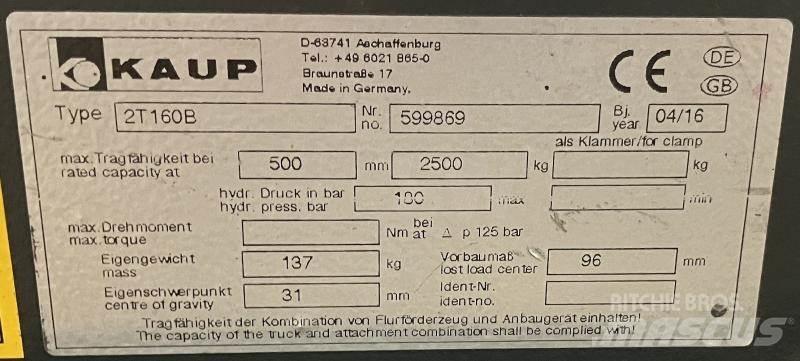 KAUP
D-63741 Aschaffenburg
Tel.: +49 6021 865-0
Braunstraße 17
Made in Germany.
CE
DE
GB
Type 2T160B Nr. no. 599869 Bj. year 04/16
als Klammer/for clamp
max. Tragfähigkeit bei
rated capacity at 500 mm 2500 kg kg
hydr. Druck in bar
hydr. press. bar 180 max min
max. Drehmoment
max. torque Nm bei at Δ p 125 bar
Eigengewicht
mass 137 kg Vorbaumaß
lost load center 96 mm
Eigenschwerpunkt
centre of gravity 31 mm Ident-Nr.
ident-no.
Tragfähigkeit der Kombination von Flurförderzeug und Anbaugerät einhalten!
The capacity of the truck and attachment combination shall be complied with!
RITCHIE BROS.
MASCUS